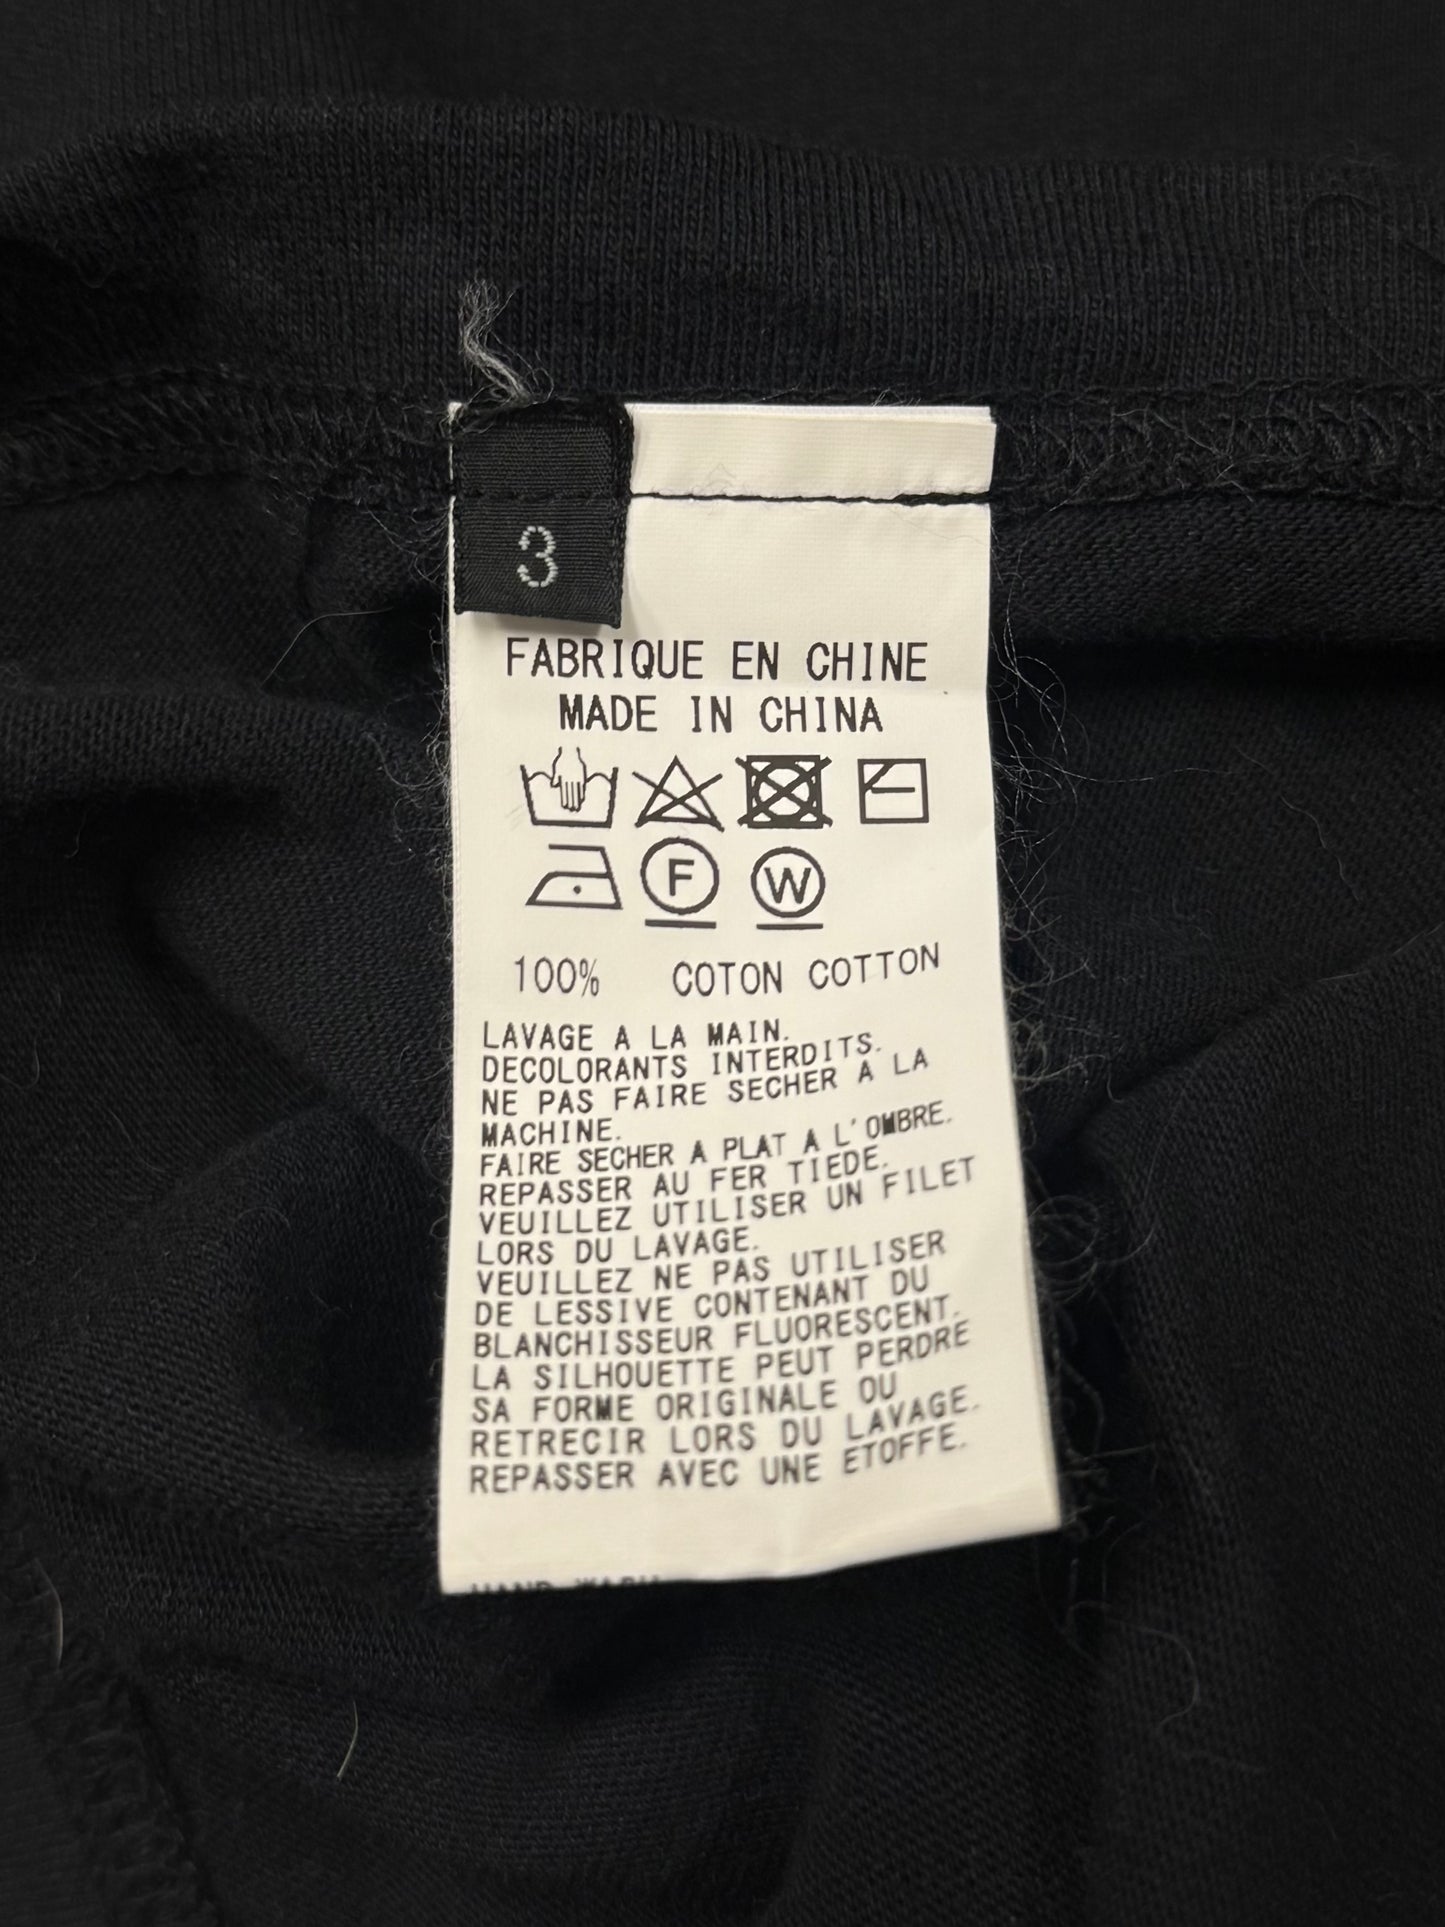 3
FABRIQUE EN CHINE
MADE IN CHINA
F W
100% COTON COTTON
LAVAGE A LA MAIN.
DECOLORANTS INTERDITS.
NE PAS FAIRE SECHER A LA
MACHINE.
FAIRE SECHER A PLAT A L'OMBRE.
REPASSER AU FER TIEDE.
VEUILLEZ UTILISER UN FILET
LORS DU LAVAGE.
VEUILLEZ NE PAS UTILISER
DE LESSIVE CONTENANT DU
BLANCHISSEUR FLUORESCENT.
LA SILHOUETTE PEUT PERDRE
SA FORME ORIGINALE OU
RETRECIR LORS DU LAVAGE.
REPASSER AVEC UNE ETOFFE.